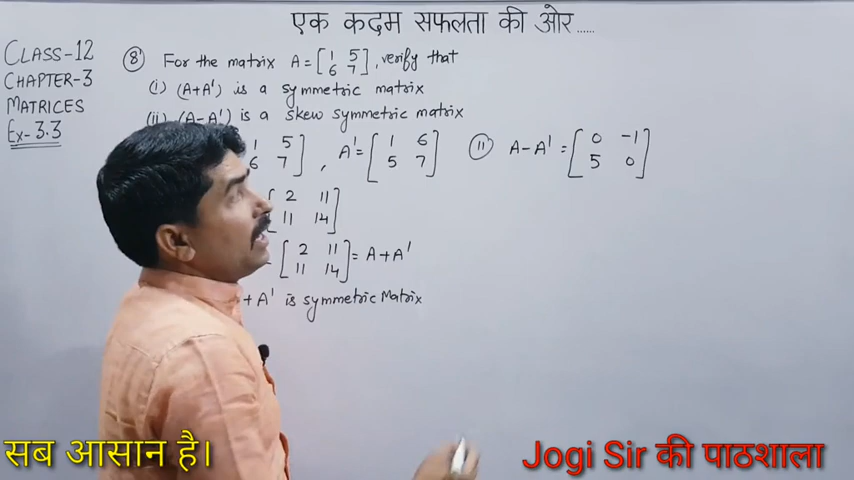 एक कदम सफलता की ओर.....
CLASS-12
CHAPTER-3
MATRICES
Ex-3.3
8 For the matrix A = [1 5
6 7], verify that
(i) (A+A') is a symmetric matrix
(ii) (A-A') is a skew symmetric matrix
1 5
6 7] , A' = [1 6
5 7]
[2 11
11 14]
= [2 11
11 14] = A+A'
+ A' is symmetric Matrix
(ii) A-A' = [0 -1
5 0]
सब आसान है।
Jogi Sir की पाठशाला